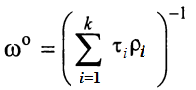 ω° = ( ∑_{i=1}^{k} τ_i ρ_i )^{-1}